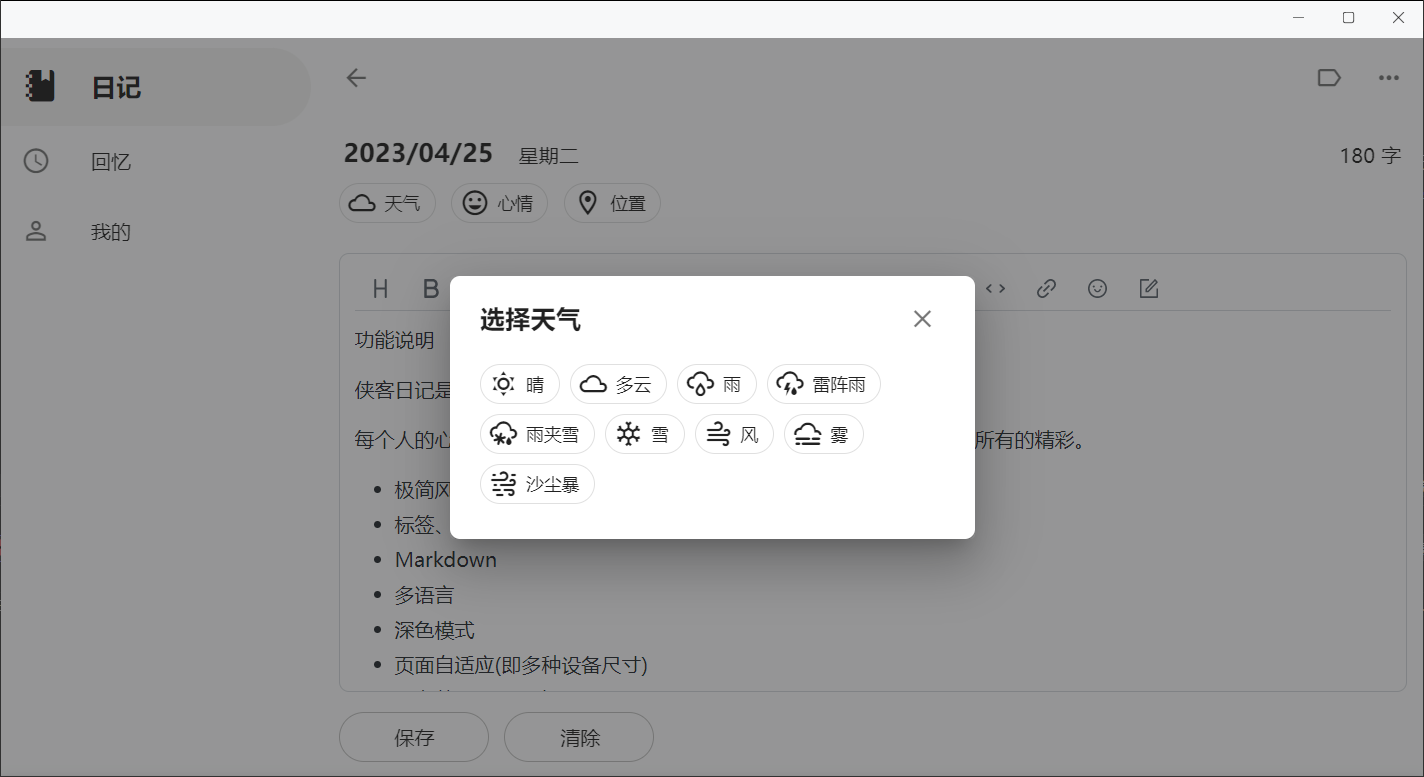 日记
回忆
我的
2023/04/25 星期二
180 字
天气 心情 位置
H B
选择天气
晴 多云 雨 雷阵雨
雨夹雪 雪 风 雾
沙尘暴
功能说明
侠客日记是
每个人的心 所有的精彩。
极简风
标签、
Markdown
多语言
深色模式
页面自适应(即多种设备尺寸)
保存 清除